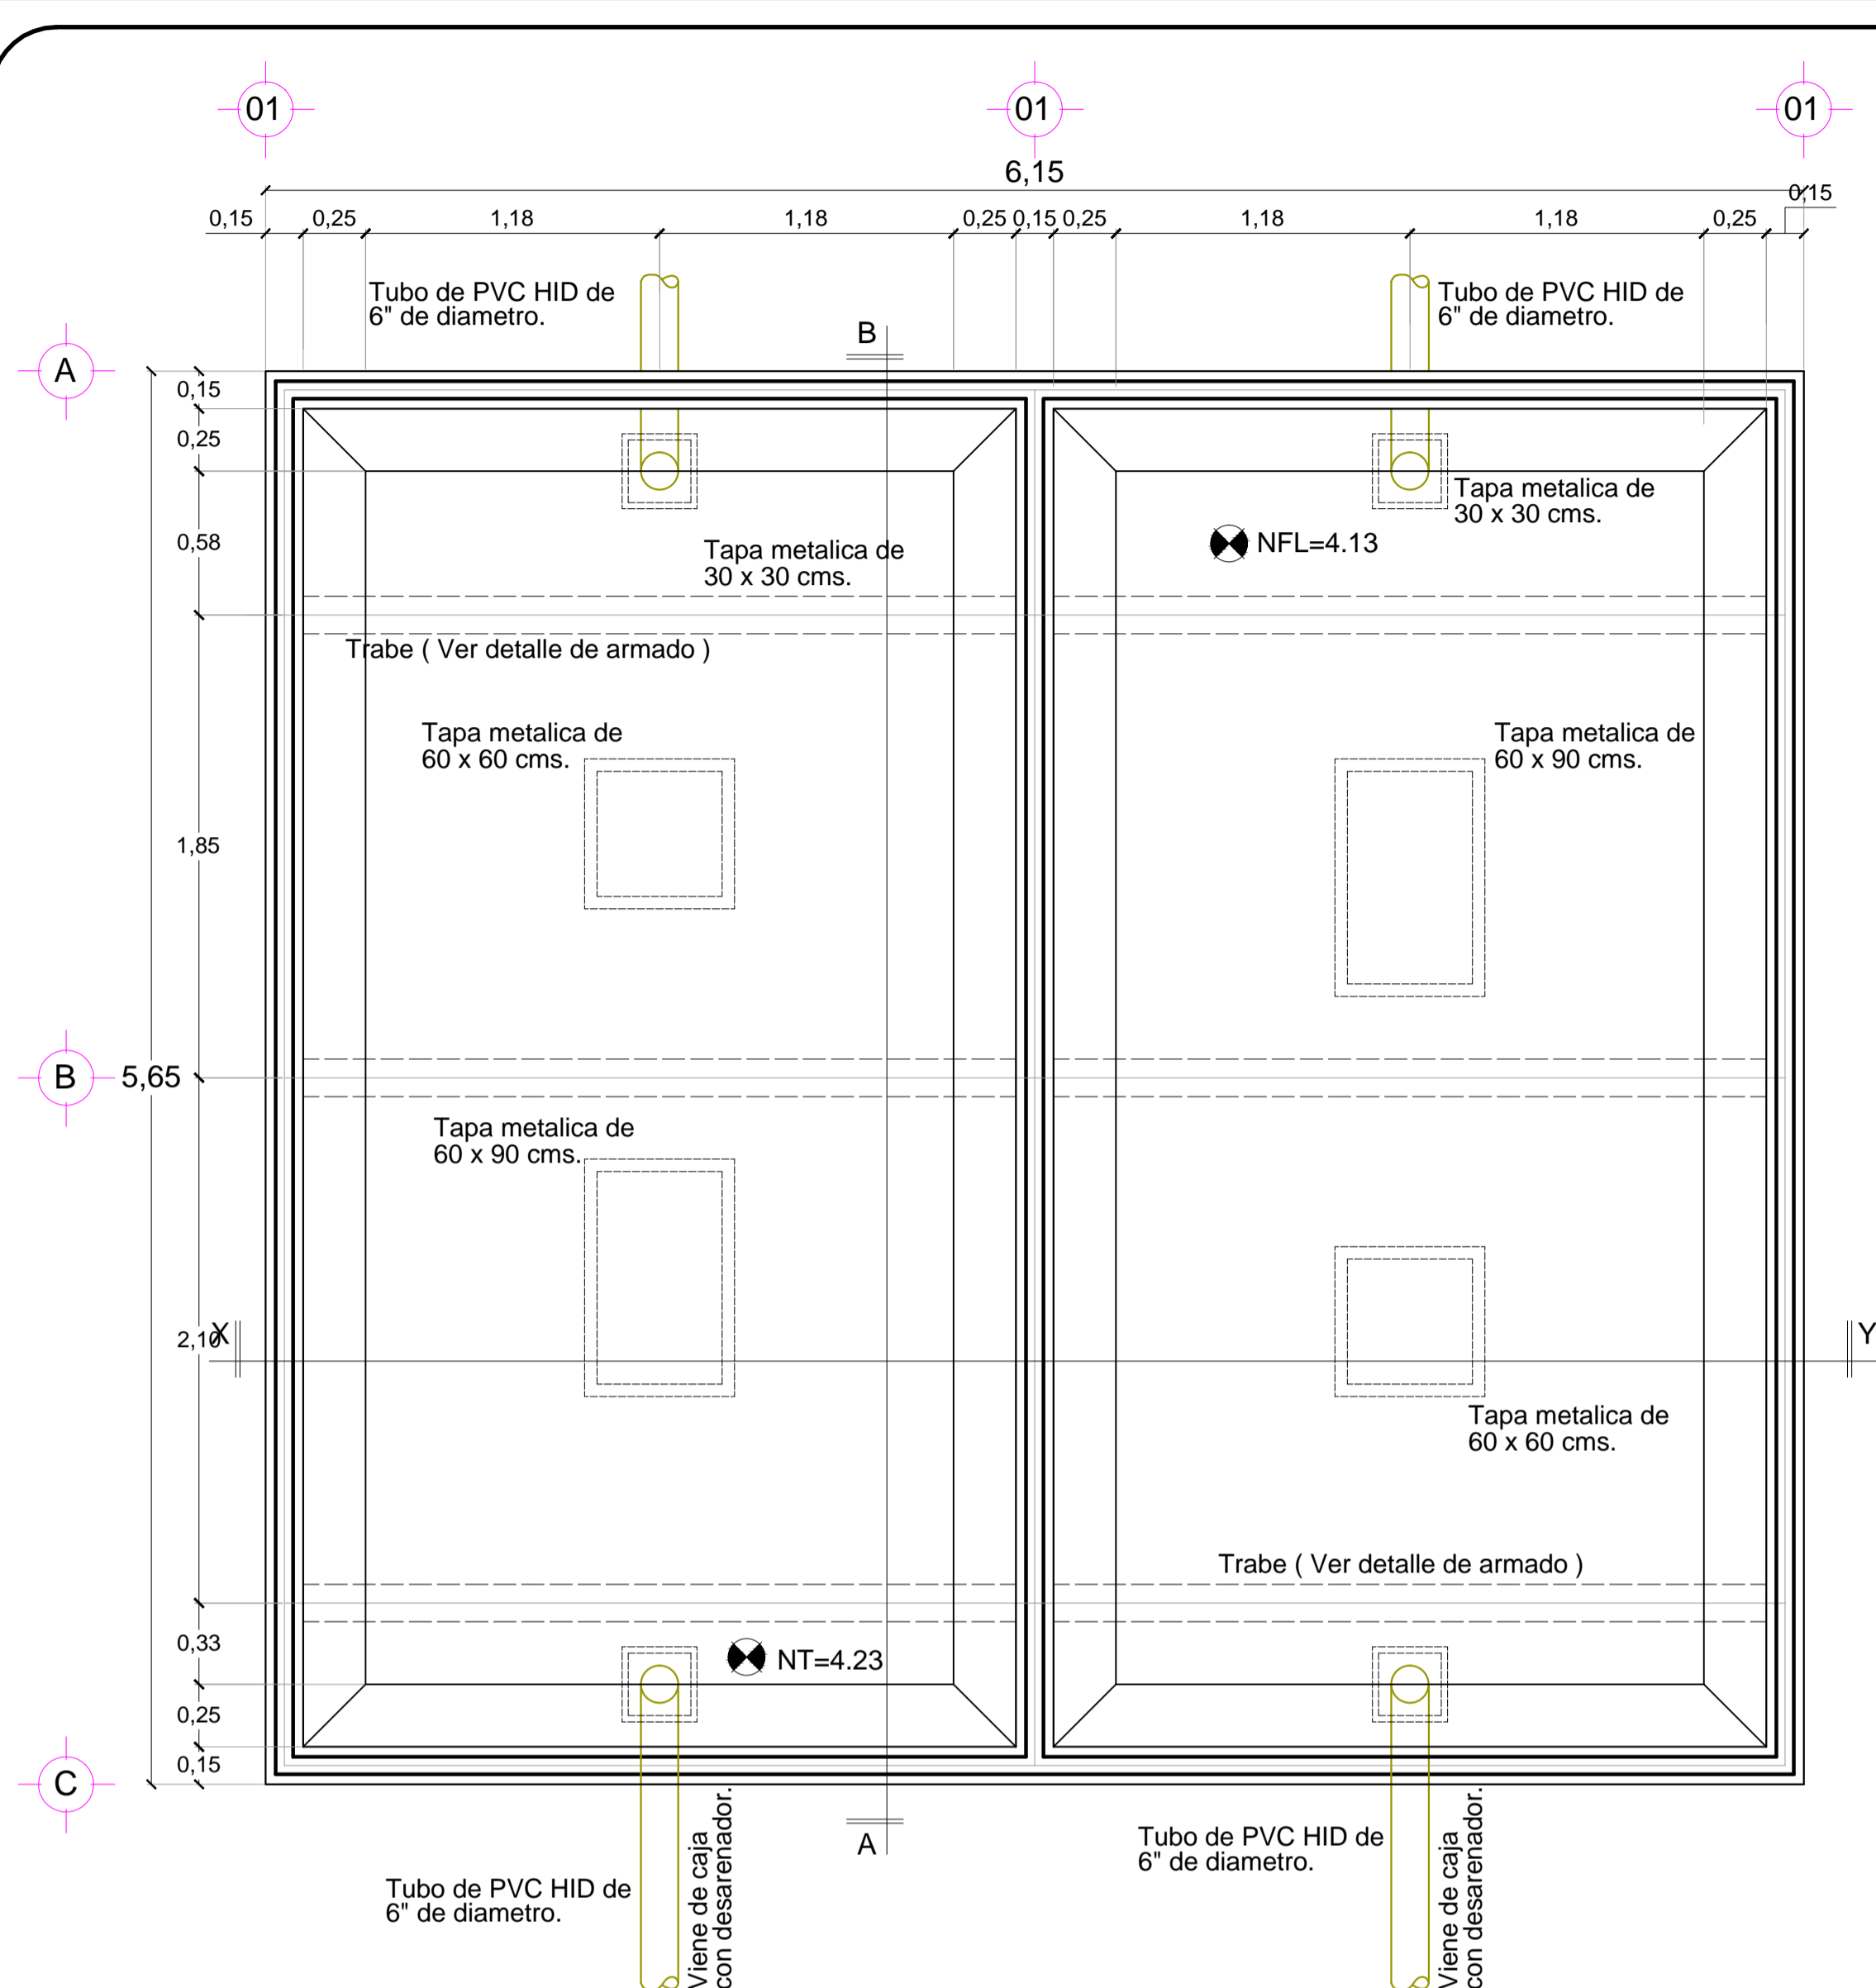 01 01 01
6,15
0,15
0,15 0,25 1,18 1,18 0,25 0,15 0,25 1,18 1,18 0,25
Tubo de PVC HID de
6" de diametro.
Tubo de PVC HID de
6" de diametro.
B
A
0,15
0,25
0,58
Tapa metalica de
30 x 30 cms.
NFL=4.13
Tapa metalica de
30 x 30 cms.
Trabe ( Ver detalle de armado )
Tapa metalica de
60 x 60 cms.
Tapa metalica de
60 x 90 cms.
1,85
B
5,65
Tapa metalica de
60 x 90 cms.
2,10
X
Y
Tapa metalica de
60 x 60 cms.
Trabe ( Ver detalle de armado )
0,33
NT=4.23
0,25
0,15
C
A
Tubo de PVC HID de
6" de diametro.
Viene de caja
con desarenador.
Tubo de PVC HID de
6" de diametro.
Viene de caja
con desarenador.